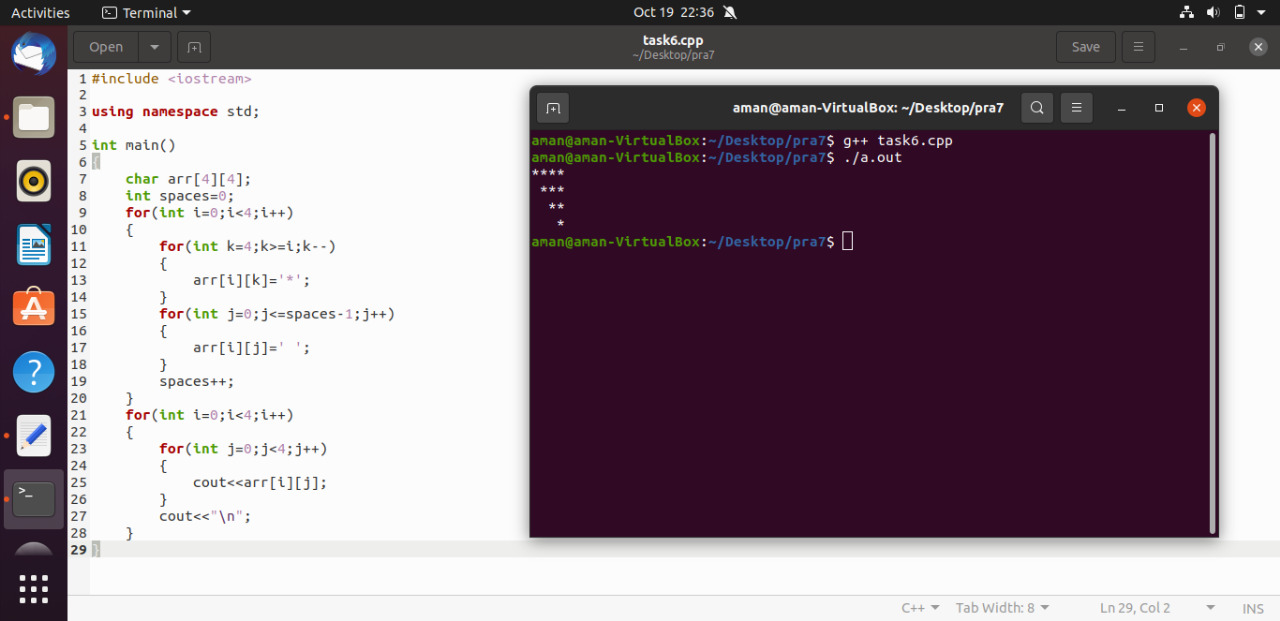 Activities Terminal Oct 19 22:36
Open task6.cpp Save
~/Desktop/pra7
1 #include <iostream>
2
3 using namespace std;
4
5 int main()
6 {
7     char arr[4][4];
8     int spaces=0;
9     for(int i=0;i<4;i++)
10     {
11         for(int k=4;k>=i;k--)
12         {
13             arr[i][k]='*';
14         }
15         for(int j=0;j<=spaces-1;j++)
16         {
17             arr[i][j]=' ';
18         }
19         spaces++;
20     }
21     for(int i=0;i<4;i++)
22     {
23         for(int j=0;j<4;j++)
24         {
25             cout<<arr[i][j];
26         }
27         cout<<"\n";
28     }
29 }
aman@aman-VirtualBox: ~/Desktop/pra7
aman@aman-VirtualBox:~/Desktop/pra7$ g++ task6.cpp
aman@aman-VirtualBox:~/Desktop/pra7$ ./a.out
****
 ***
  **
   *
aman@aman-VirtualBox:~/Desktop/pra7$
C++ Tab Width: 8 Ln 29, Col 2 INS